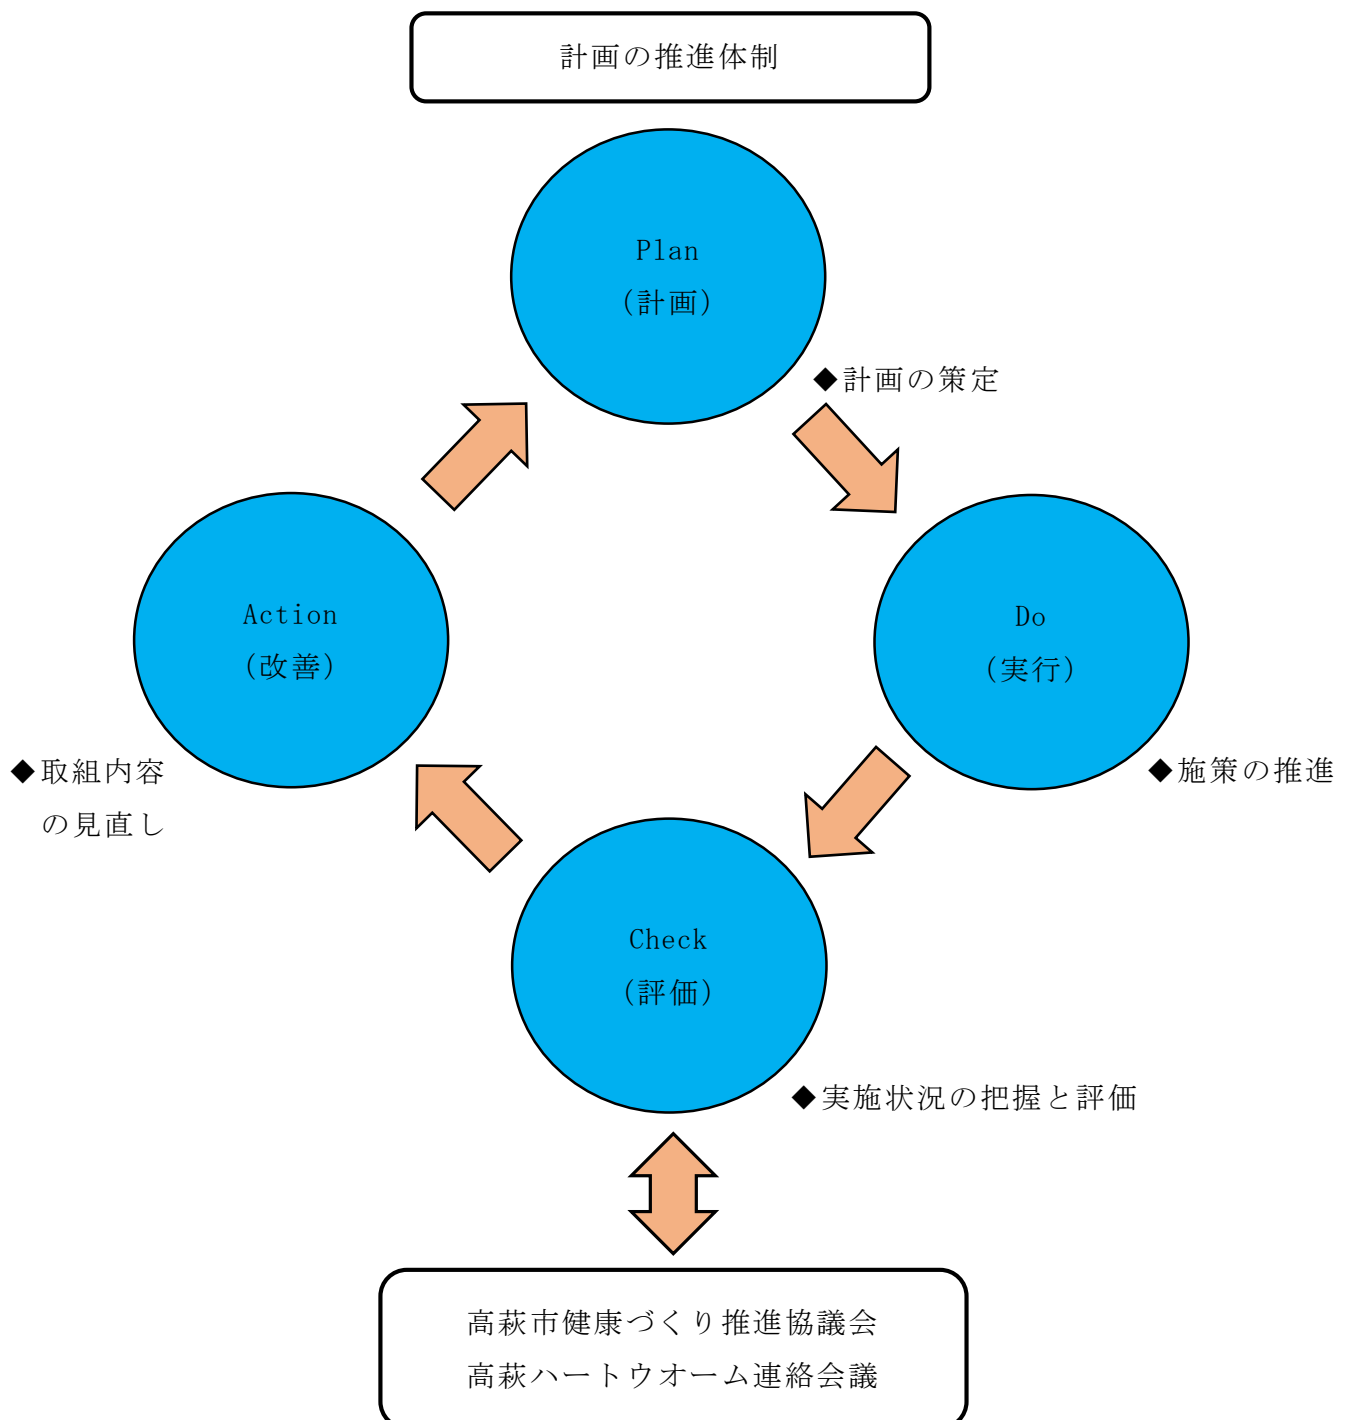 計画の推進体制
Plan
（計画）
◆計画の策定
Action
（改善）
Do
（実行）
◆取組内容
の見直し
◆施策の推進
Check
（評価）
◆実施状況の把握と評価
高萩市健康づくり推進協議会
高萩ハートウオーム連絡会議